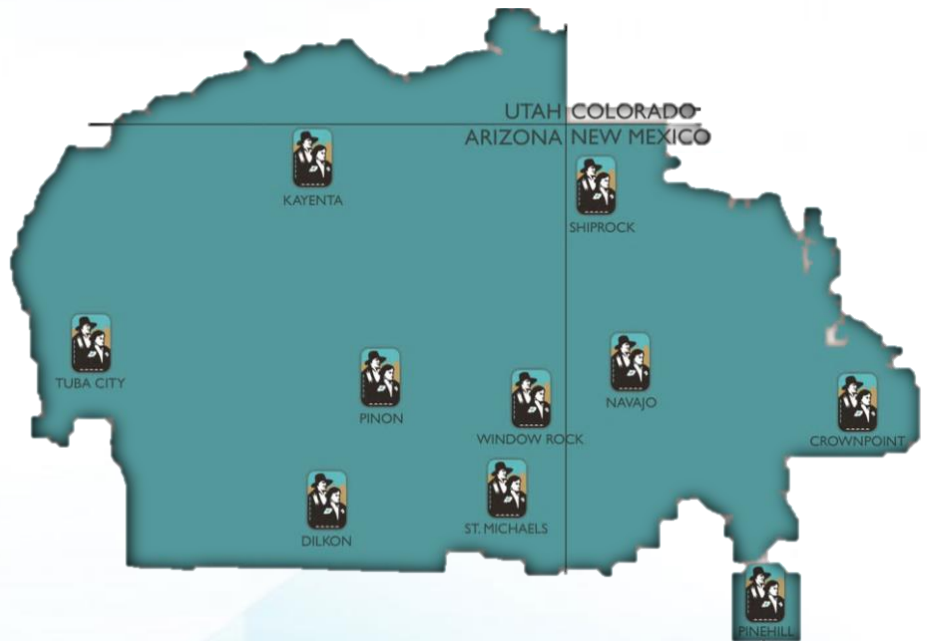 UTAH COLORADO
ARIZONA NEW MEXICO
KAYENTA
SHIPROCK
TUBA CITY
PINON
NAVAJO
WINDOW ROCK
CROWNPOINT
ST. MICHAELS
DILKON
PINEHILL